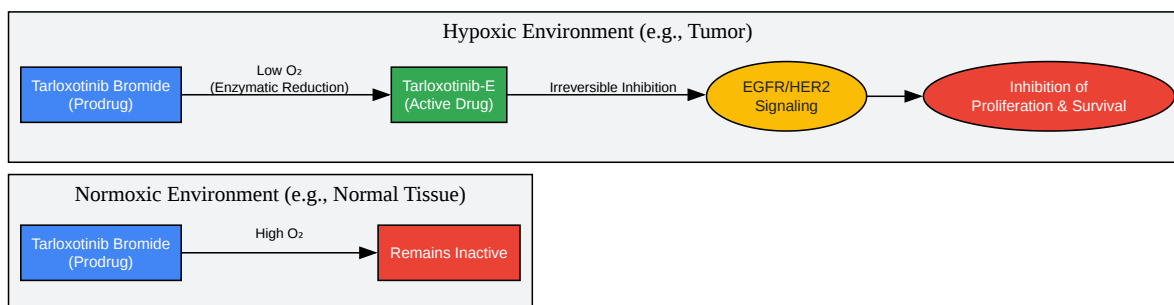 Hypoxic Environment (e.g., Tumor)
Tarloxotinib Bromide
(Prodrug)
Low O₂
(Enzymatic Reduction)
Tarloxotinib-E
(Active Drug)
Irreversible Inhibition
EGFR/HER2
Signaling
Inhibition of
Proliferation & Survival
Normoxic Environment (e.g., Normal Tissue)
Tarloxotinib Bromide
(Prodrug)
High O₂
Remains Inactive